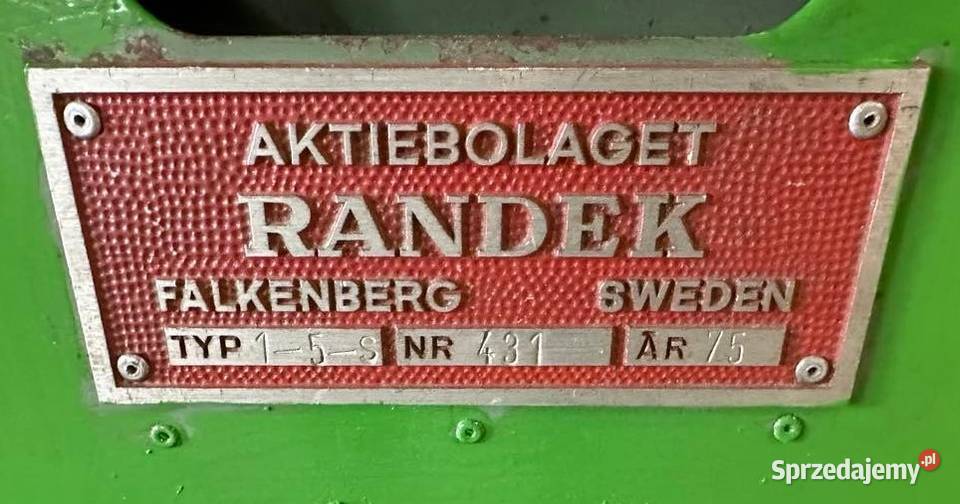 AKTIEBOLAGET
RANDEK
FALKENBERG SWEDEN
TYP 1-5-S NR 431 ÅR 75
Sprzedajemy.pl